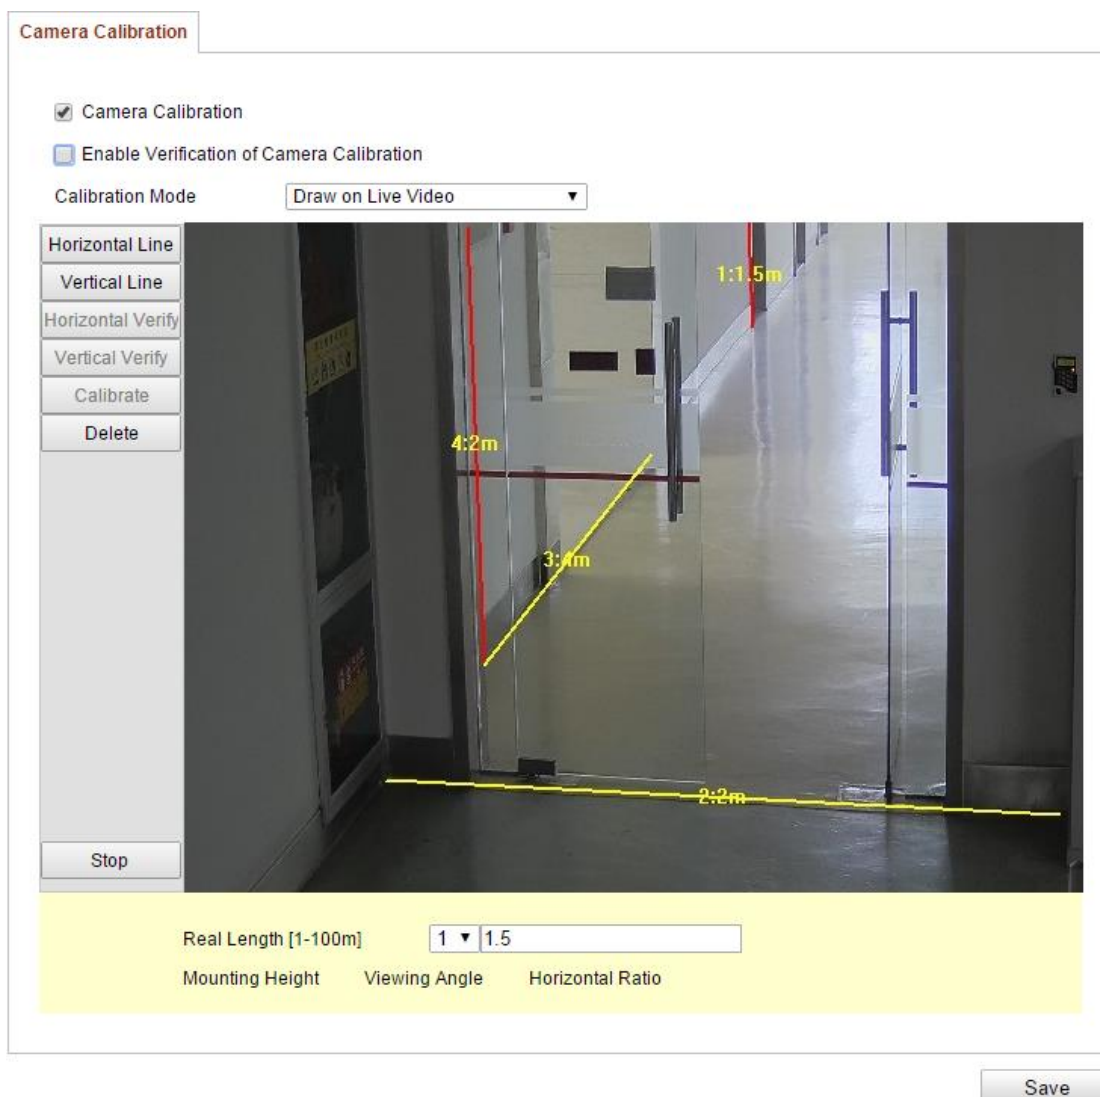 Camera Calibration
Camera Calibration
Enable Verification of Camera Calibration
Calibration Mode Draw on Live Video
Horizontal Line
Vertical Line
Horizontal Verify
Vertical Verify
Calibrate
Delete
1:1.5m
4:2m
3:4m
2:2m
Stop
Real Length [1-100m] 1 1.5
Mounting Height Viewing Angle Horizontal Ratio
Save